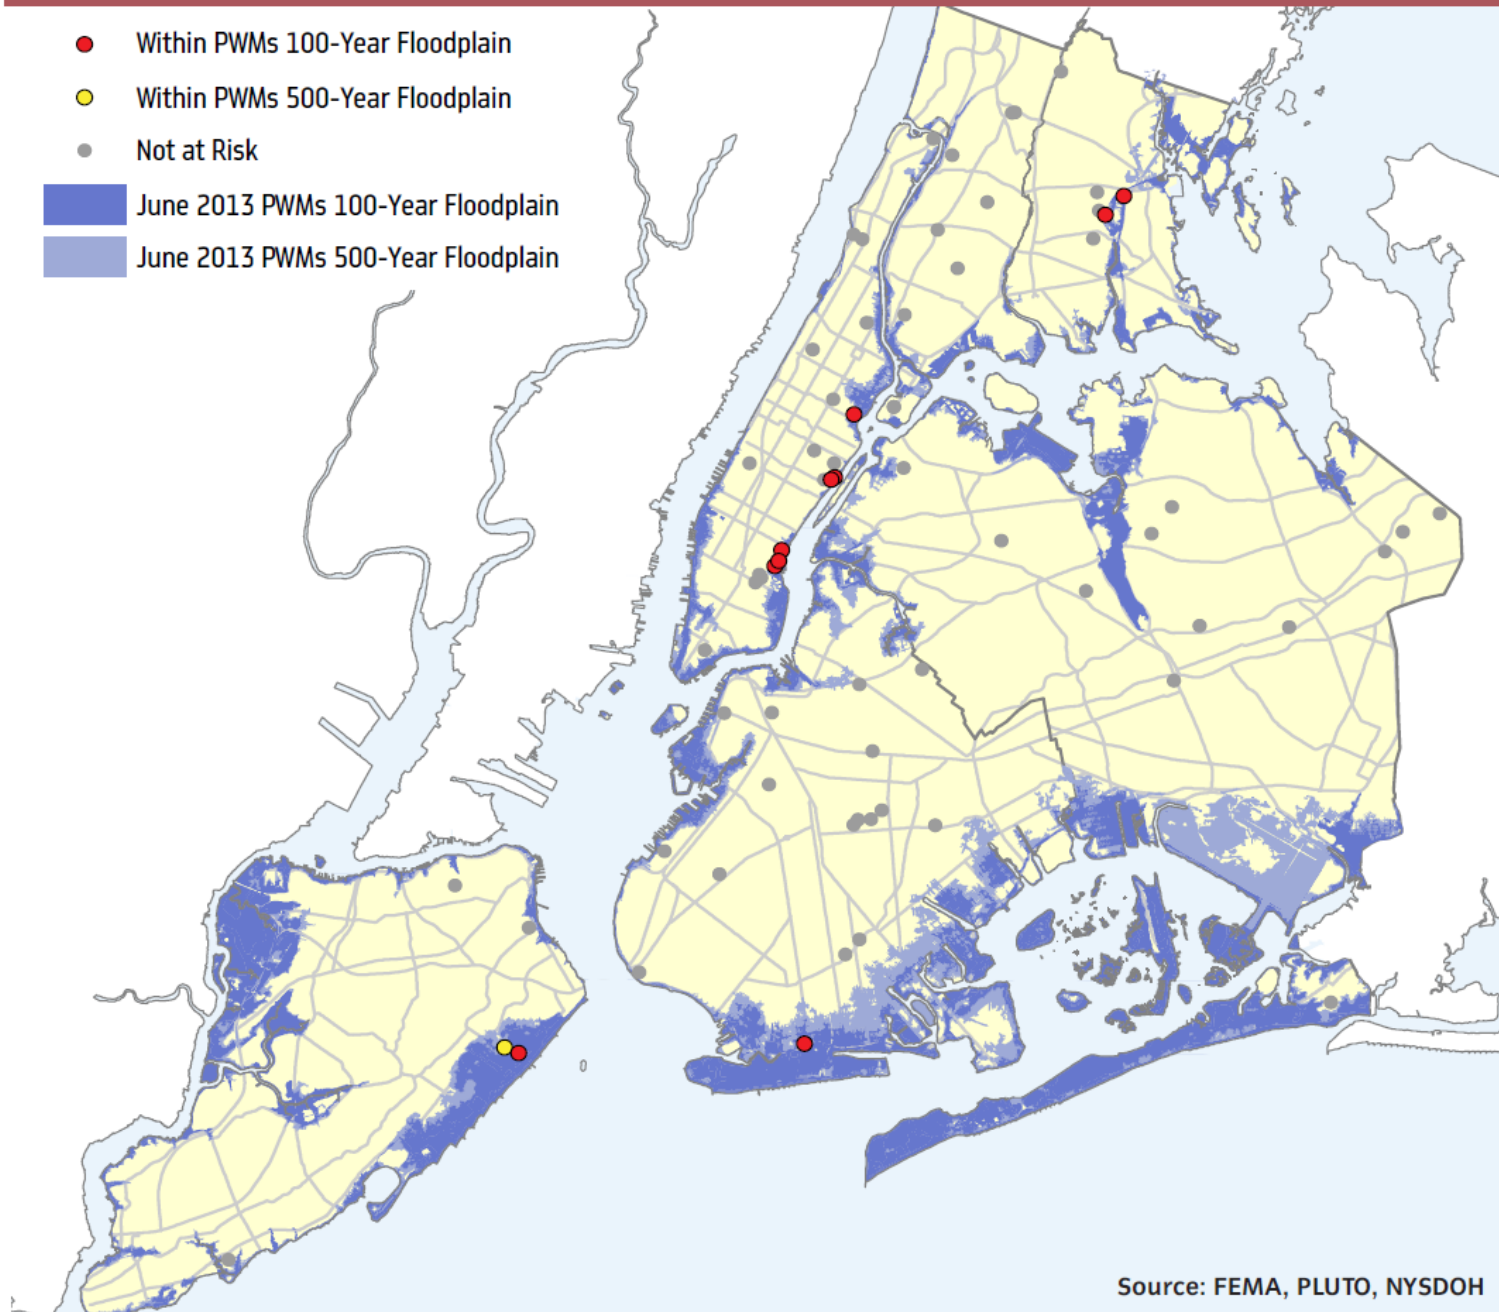 Within PWMs 100-Year Floodplain
Within PWMs 500-Year Floodplain
Not at Risk
June 2013 PWMs 100-Year Floodplain
June 2013 PWMs 500-Year Floodplain
Source: FEMA, PLUTO, NYSDOH